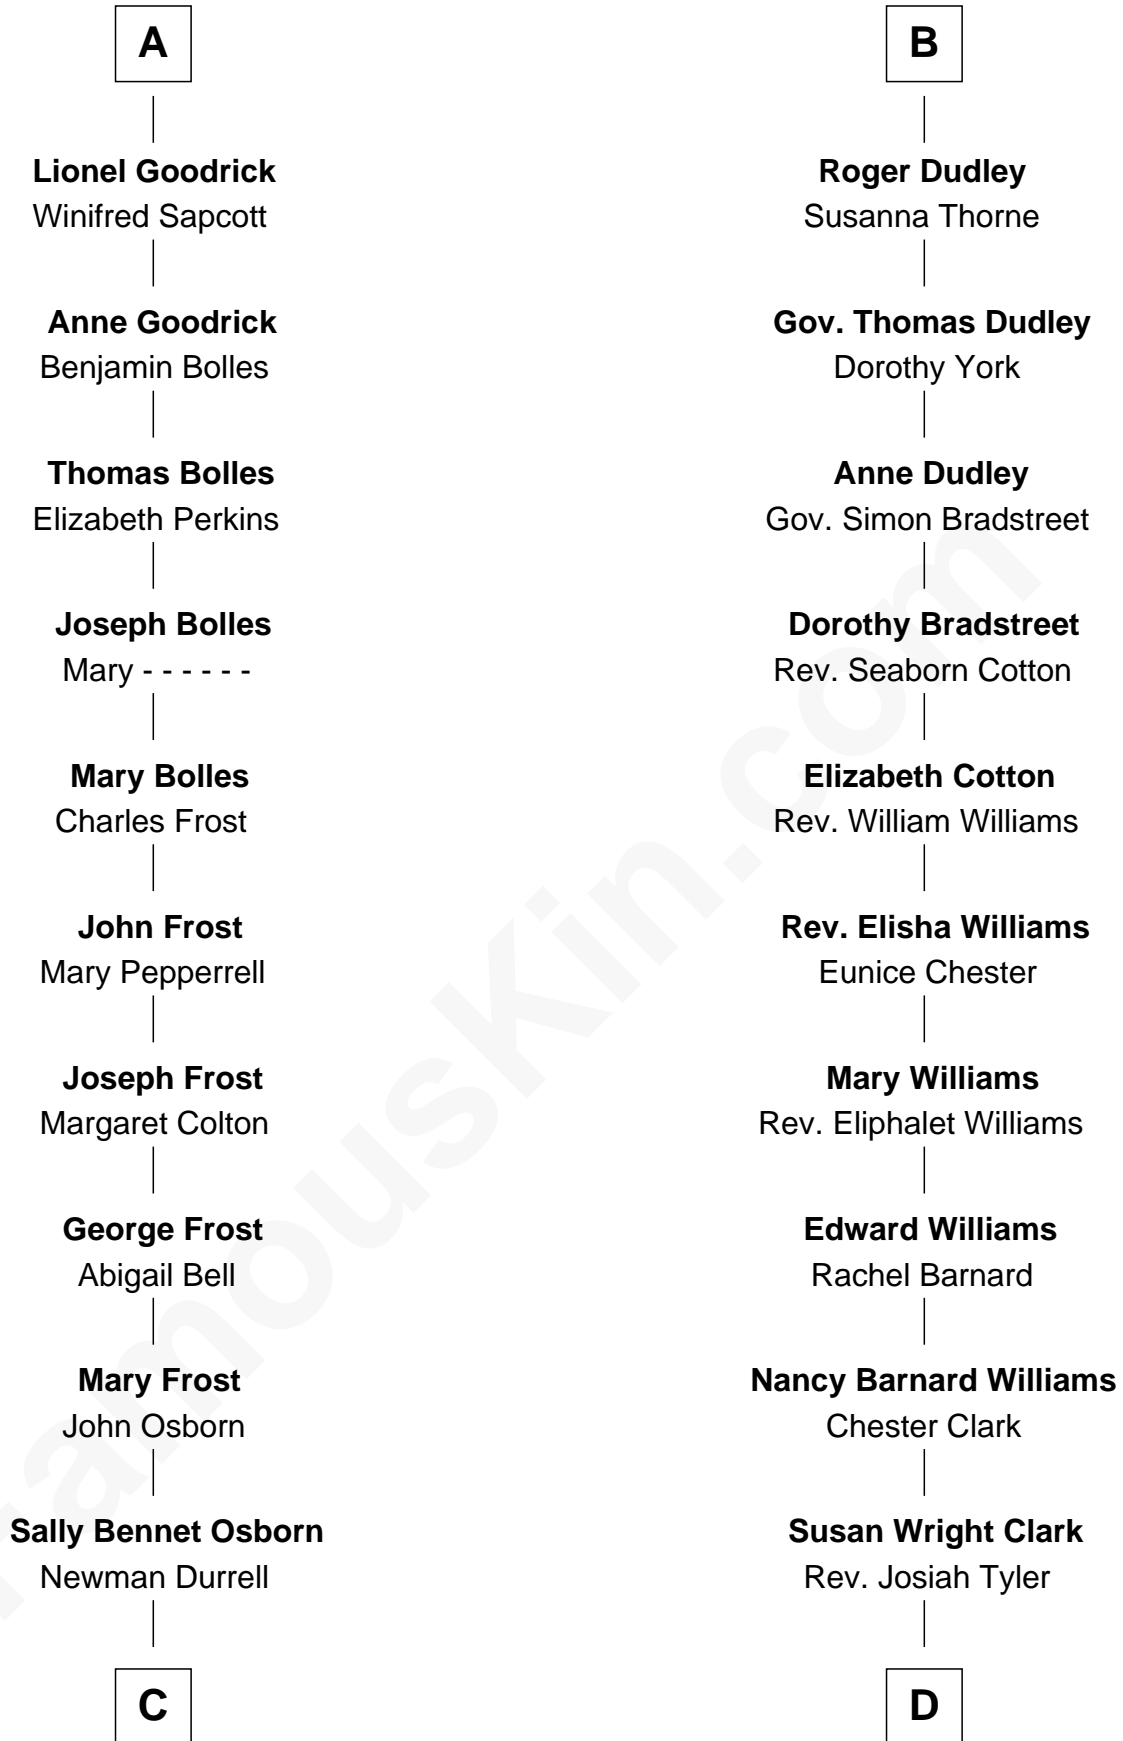 A
Lionel Goodrick
Winifred Sapcott
Anne Goodrick
Benjamin Bolles
Thomas Bolles
Elizabeth Perkins
Joseph Bolles
Mary - - - - - -
Mary Bolles
Charles Frost
John Frost
Mary Pepperrell
Joseph Frost
Margaret Colton
George Frost
Abigail Bell
Mary Frost
John Osborn
Sally Bennet Osborn
Newman Durrell
C
B
Roger Dudley
Susanna Thorne
Gov. Thomas Dudley
Dorothy York
Anne Dudley
Gov. Simon Bradstreet
Dorothy Bradstreet
Rev. Seaborn Cotton
Elizabeth Cotton
Rev. William Williams
Rev. Elisha Williams
Eunice Chester
Mary Williams
Rev. Eliphalet Williams
Edward Williams
Rachel Barnard
Nancy Barnard Williams
Chester Clark
Susan Wright Clark
Rev. Josiah Tyler
D
FamousKin.com